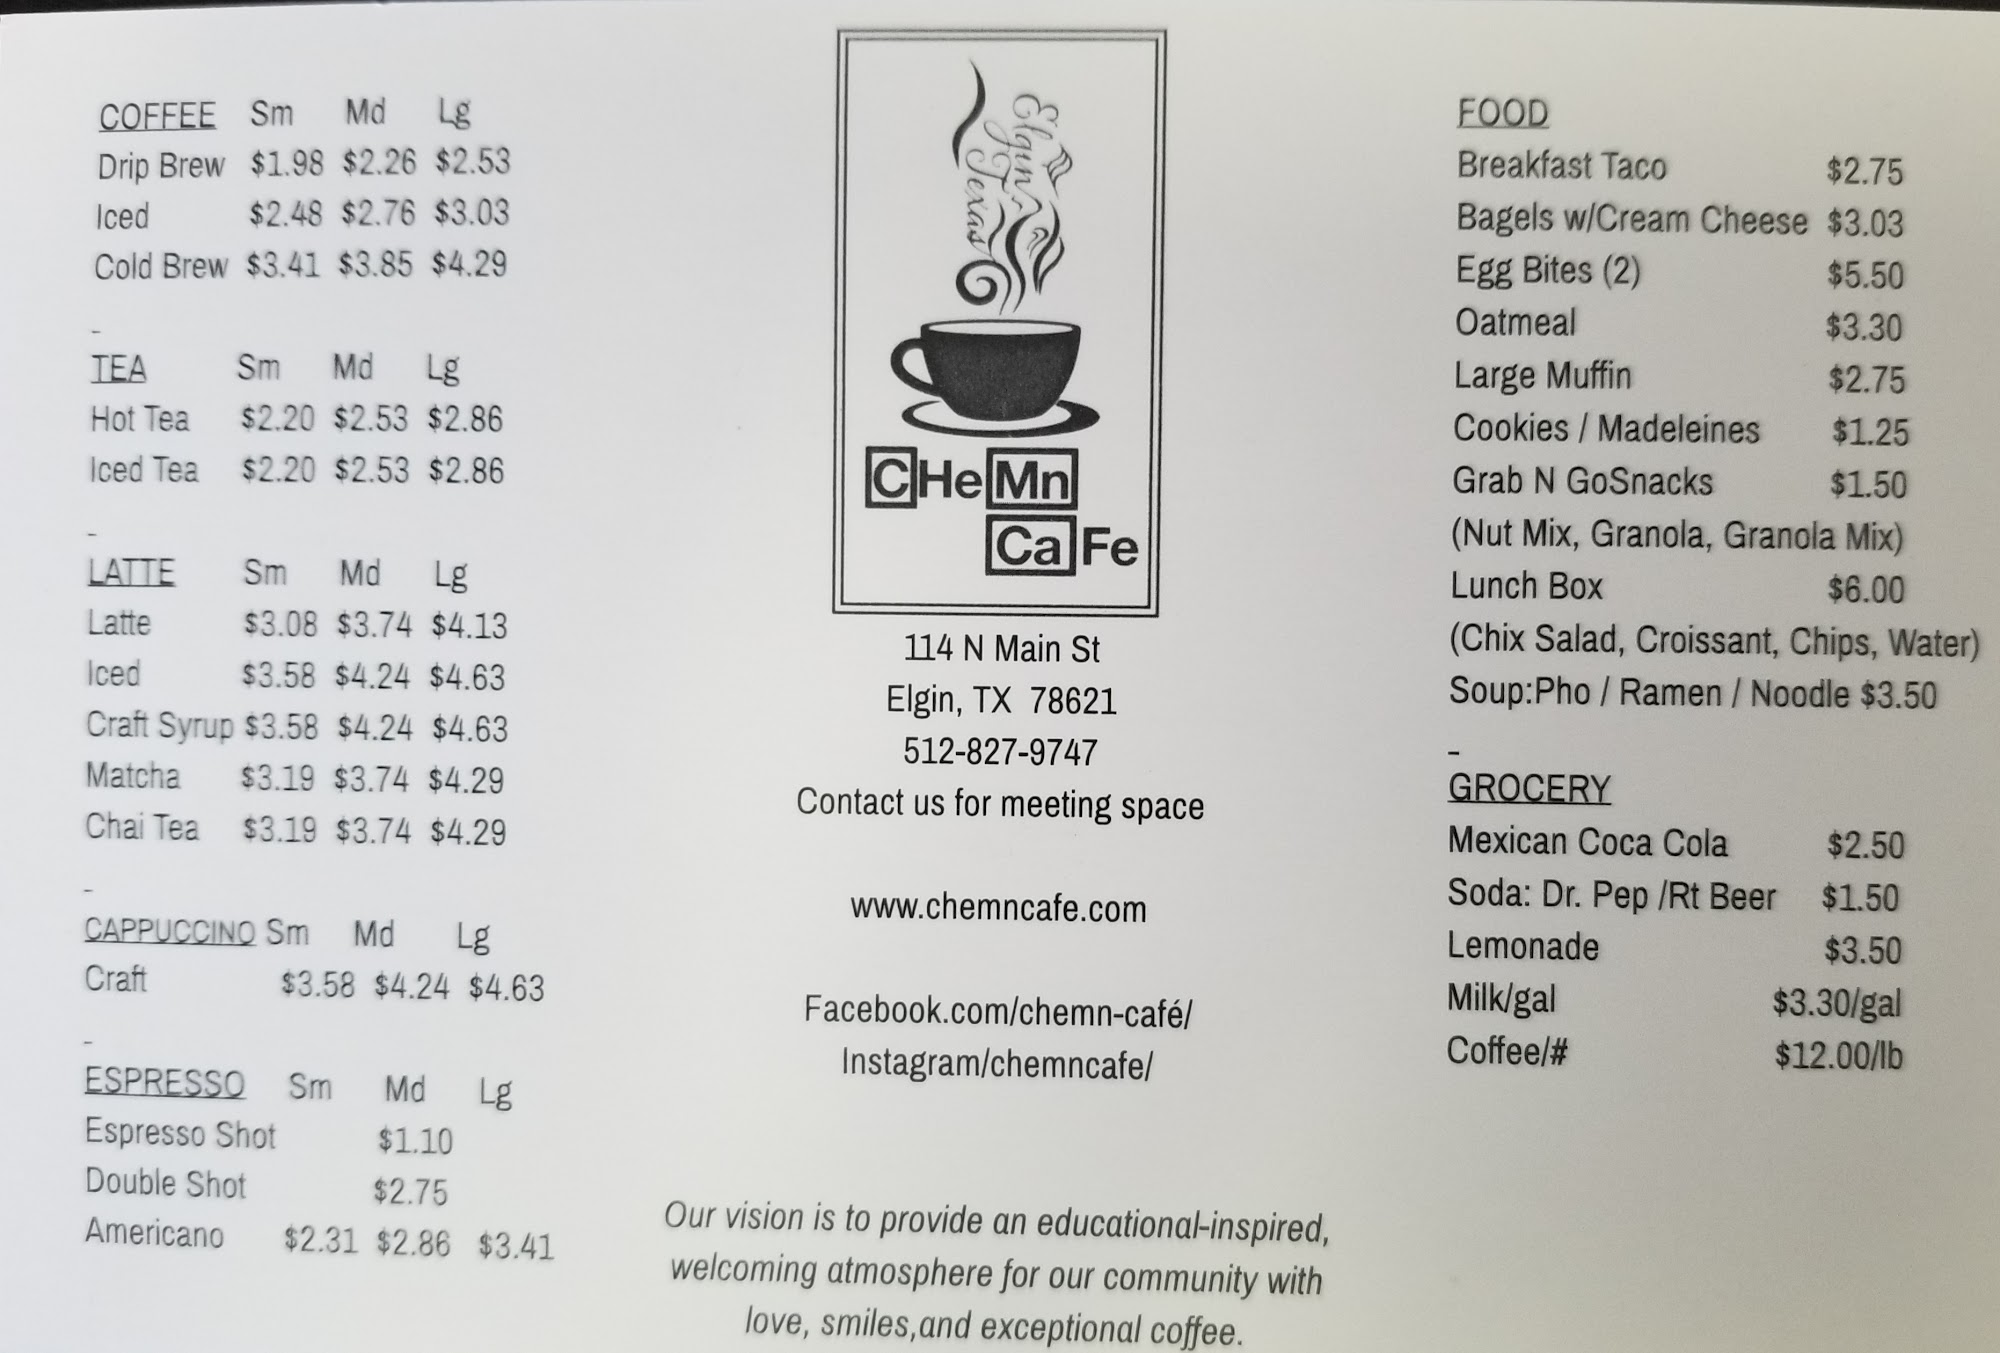 COFFEE Sm Md Lg
Drip Brew $1.98 $2.26 $2.53
Iced $2.48 $2.76 $3.03
Cold Brew $3.41 $3.85 $4.29
-
TEA Sm Md Lg
Hot Tea $2.20 $2.53 $2.86
Iced Tea $2.20 $2.53 $2.86
-
LATTE Sm Md Lg
Latte $3.08 $3.74 $4.13
Iced $3.58 $4.24 $4.63
Craft Syrup $3.58 $4.24 $4.63
Matcha $3.19 $3.74 $4.29
Chai Tea $3.19 $3.74 $4.29
-
CAPPUCCINO Sm Md Lg
Craft $3.58 $4.24 $4.63
-
ESPRESSO Sm Md Lg
Espresso Shot $1.10
Double Shot $2.75
Americano $2.31 $2.86 $3.41
Elgin
Texas
CHeMn
CaFe
114 N Main St
Elgin, TX 78621
512-827-9747
Contact us for meeting space
www.chemncafe.com
Facebook.com/chemn-café/
Instagram/chemncafe/
Our vision is to provide an educational-inspired,
welcoming atmosphere for our community with
love, smiles,and exceptional coffee.
FOOD
Breakfast Taco $2.75
Bagels w/Cream Cheese $3.03
Egg Bites (2) $5.50
Oatmeal $3.30
Large Muffin $2.75
Cookies / Madeleines $1.25
Grab N GoSnacks $1.50
(Nut Mix, Granola, Granola Mix)
Lunch Box $6.00
(Chix Salad, Croissant, Chips, Water)
Soup:Pho / Ramen / Noodle $3.50
-
GROCERY
Mexican Coca Cola $2.50
Soda: Dr. Pep /Rt Beer $1.50
Lemonade $3.50
Milk/gal $3.30/gal
Coffee/# $12.00/lb